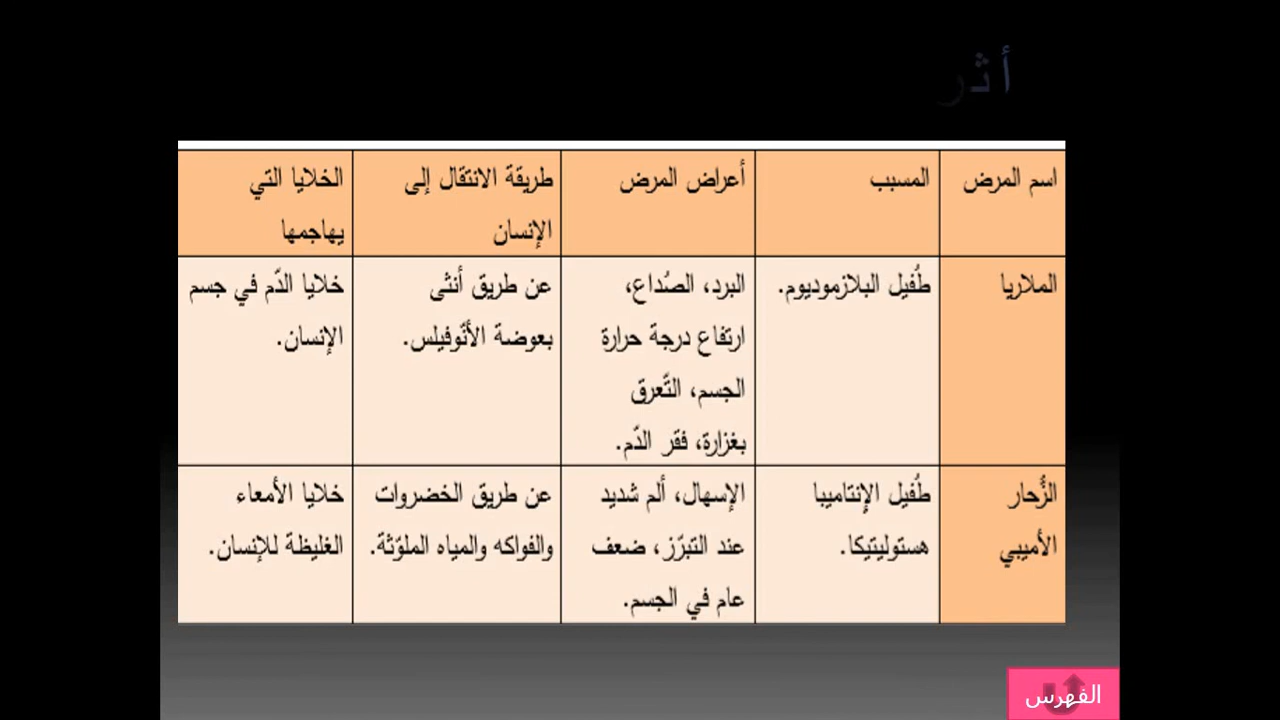 أثر
اسم المرض
المسبب
أعراض المرض
طريقة الانتقال إلى
الإنسان
الخلايا التي
يهاجمها
الملاريا
طُفيل البلازموديوم.
البرد، الصُداع،
ارتفاع درجة حرارة
الجسم، التّعرق
بغزارة، فقر الدّم.
عن طريق أنثى
بعوضة الأنّوفيلس.
خلايا الدّم في جسم
الإنسان.
الزُّحار
الأميبي
طُفيل الإنتاميبا
هستوليتيكا.
الإسهال، ألم شديد
عند التبرّز، ضعف
عام في الجسم.
عن طريق الخضروات
والفواكه والمياه الملوّثة.
خلايا الأمعاء
الغليظة للإنسان.
الفهرس